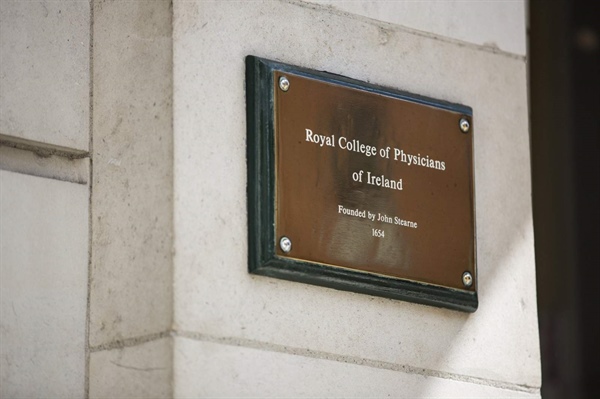 Royal College of Physicians
of Ireland
Founded by John Stearne
1654